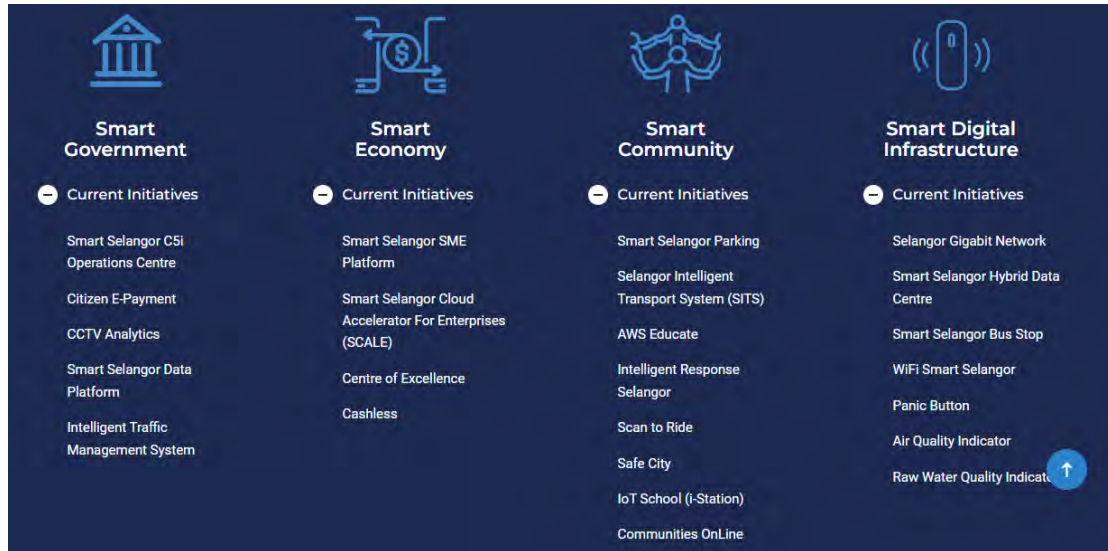 Smart
Government
Current Initiatives
Smart Selangor C5i
Operations Centre
Citizen E-Payment
CCTV Analytics
Smart Selangor Data
Platform
Intelligent Traffic
Management System
Smart
Economy
Current Initiatives
Smart Selangor SME
Platform
Smart Selangor Cloud
Accelerator For Enterprises
(SCALE)
Centre of Excellence
Cashless
Smart
Community
Current Initiatives
Smart Selangor Parking
Selangor Intelligent
Transport System (SITS)
AWS Educate
Intelligent Response
Selangor
Scan to Ride
Safe City
IoT School (i-Station)
Communities OnLine
Smart Digital
Infrastructure
Current Initiatives
Selangor Gigabit Network
Smart Selangor Hybrid Data
Centre
Smart Selangor Bus Stop
WiFi Smart Selangor
Panic Button
Air Quality Indicator
Raw Water Quality